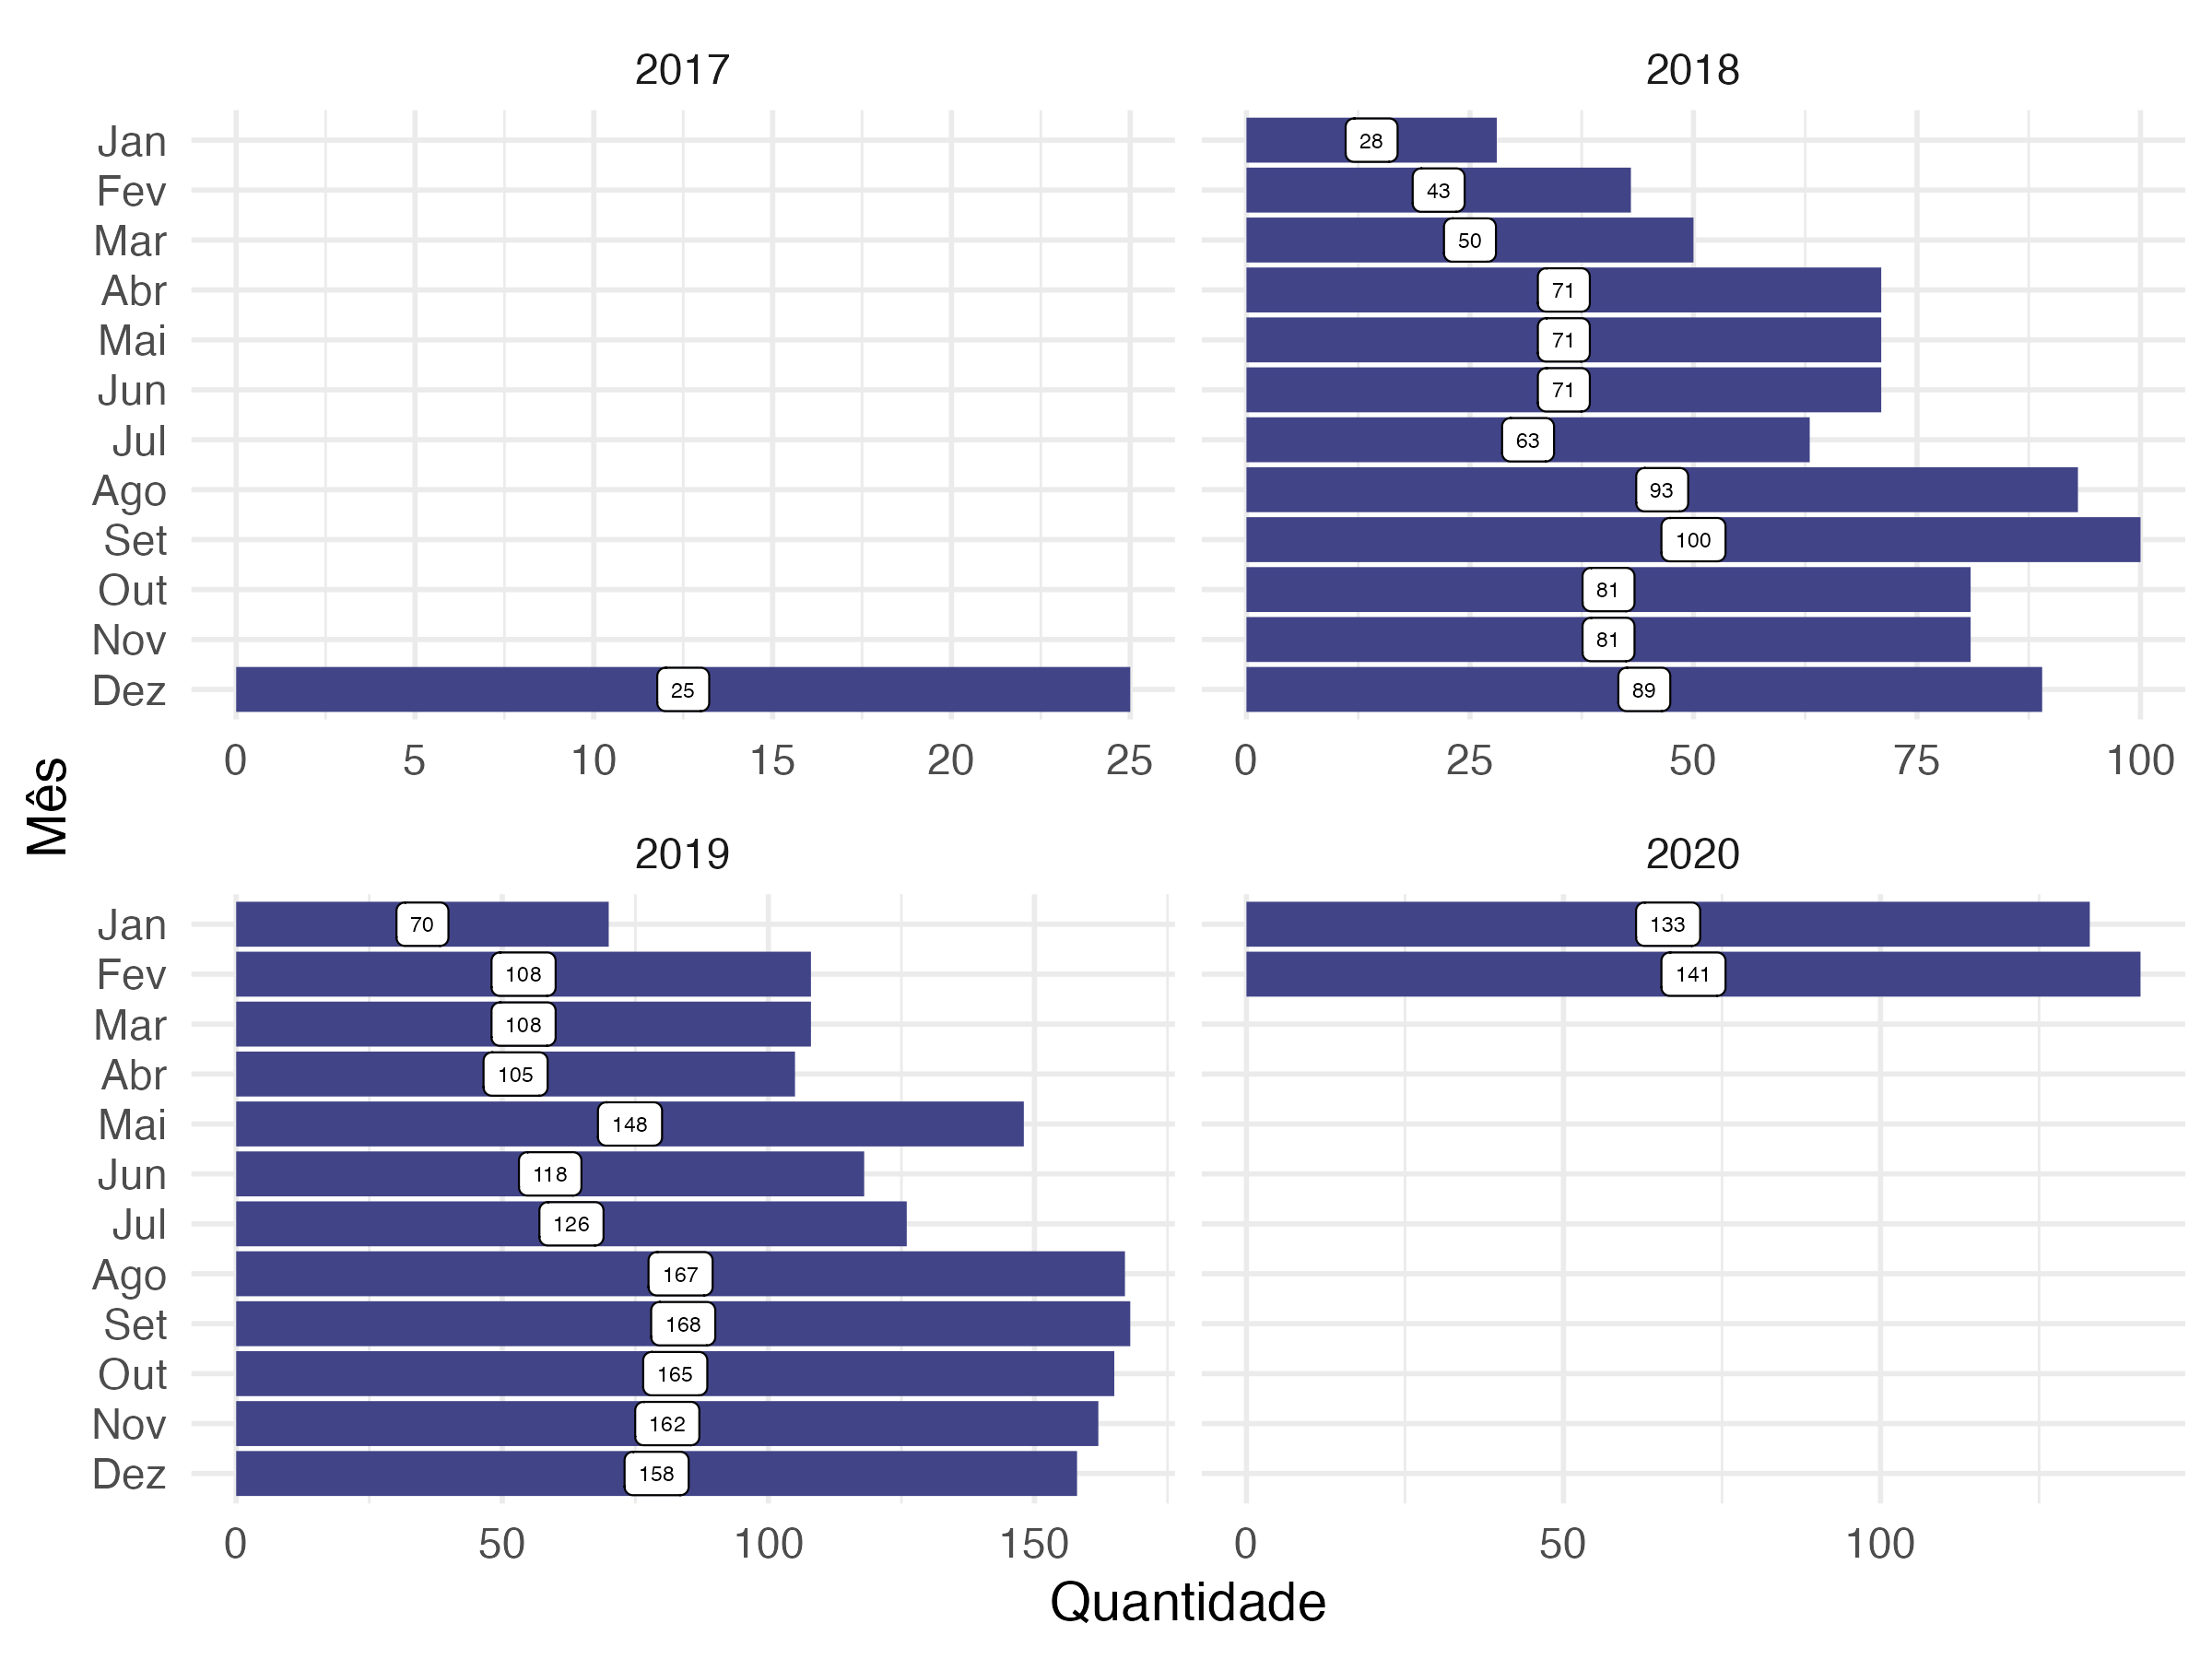 2017 2018
Jan 28
Fev 43
Mar 50
Abr 71
Mai 71
Jun 71
Jul 63
Ago 93
Set 100
Out 81
Nov 81
Dez 25 89
0 5 10 15 20 25 0 25 50 75 100
Mês
2019 2020
Jan 70 133
Fev 108 141
Mar 108
Abr 105
Mai 148
Jun 118
Jul 126
Ago 167
Set 168
Out 165
Nov 162
Dez 158
0 50 100 150 0 50 100
Quantidade